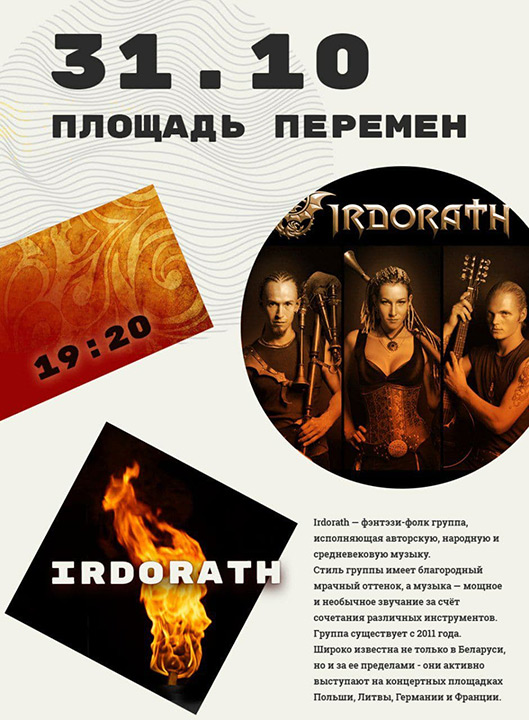 31.10
ПЛОЩАДЬ ПЕРЕМЕН
IRDORATH
19:20
IRDORATH
Irdorath — фэнтэзи-фолк группа,
исполняющая авторскую, народную и
средневековую музыку.
Стиль группы имеет благородный
мрачный оттенок, а музыка — мощное
и необычное звучание за счёт
сочетания различных инструментов.
Группа существует с 2011 года.
Широко известна не только в Беларуси,
но и за ее пределами - они активно
выступают на концертных площадках
Польши, Литвы, Германии и Франции.